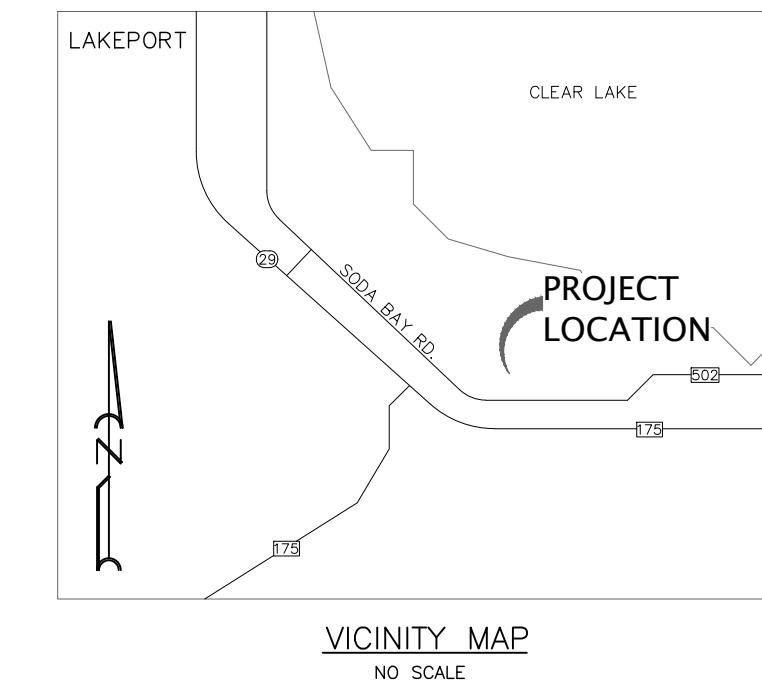 LAKEPORT
CLEAR LAKE
29
SODA BAY RD.
PROJECT
LOCATION
502
175
N
175
VICINITY MAP
NO SCALE